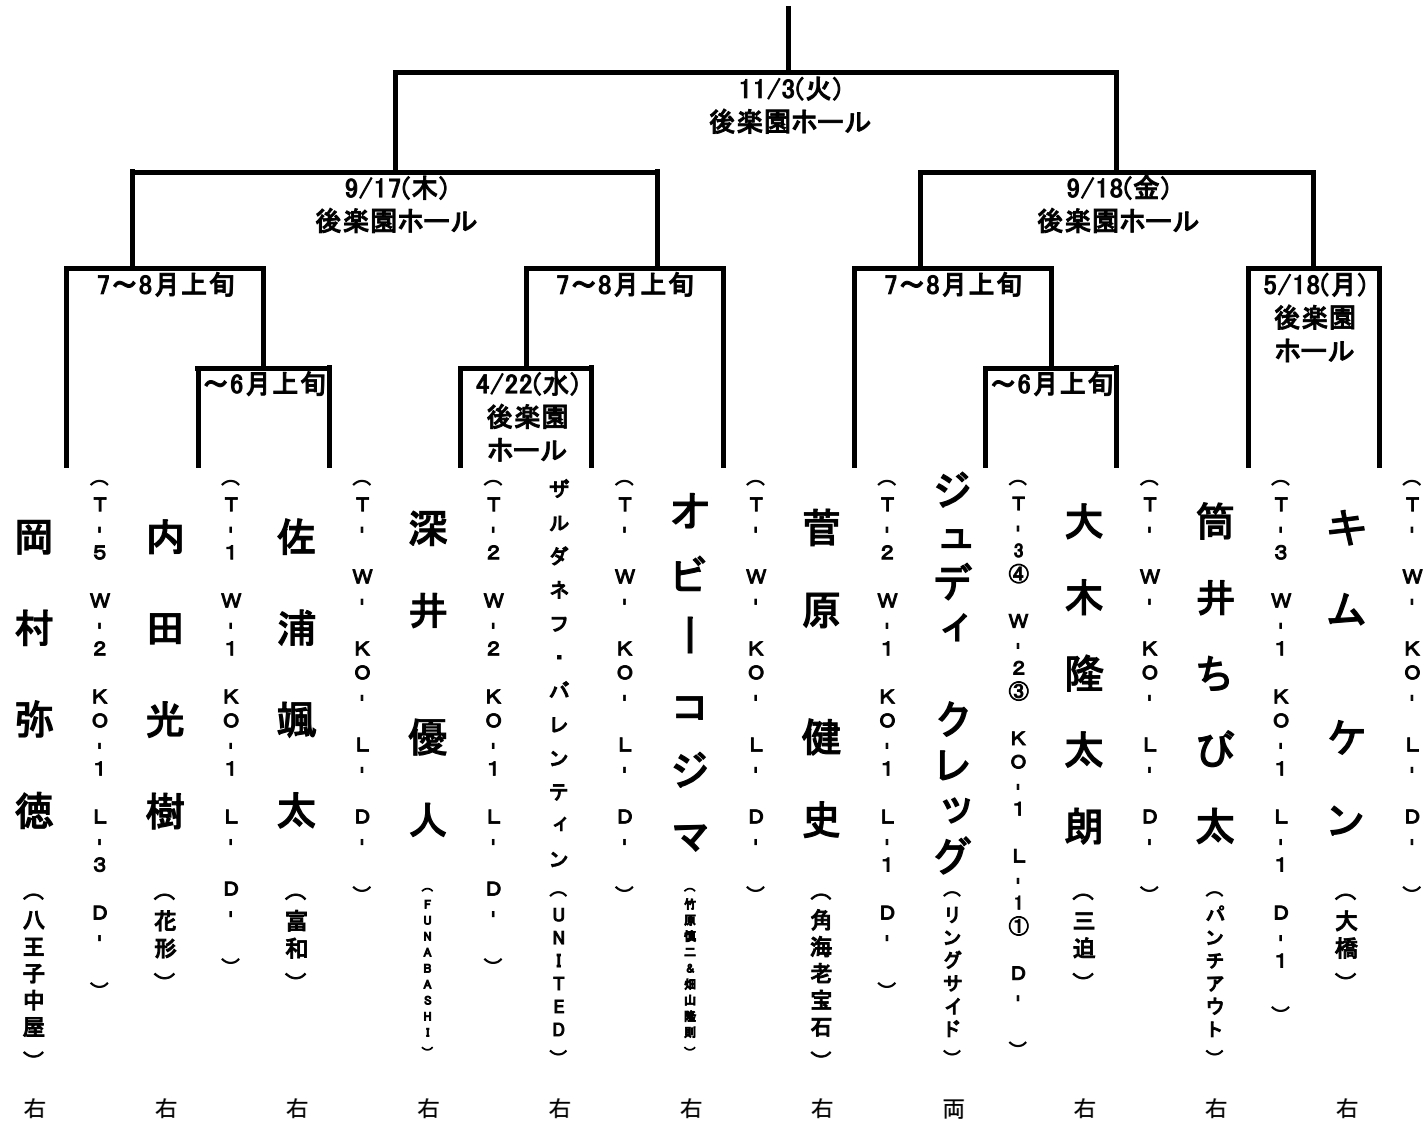 11/3(火)
後楽園ホール
9/17(木)
後楽園ホール
9/18(金)
後楽園ホール
7～8月上旬
7～8月上旬
7～8月上旬
5/18(月)
後楽園
ホール
～6月上旬
4/22(水)
後楽園
ホール
～6月上旬
岡村弥徳(八王子中屋)
(T-5 W-2 KO-1 L-3 D- )
右
内田光樹(花形)
(T-1 W-1 KO-1 L- D- )
右
佐浦颯太(富和)
(T- W- KO- L- D- )
右
深井 優人(FUNABASHI)
(T-2 W-2 KO-1 L- D- )
右
ザルダネフ・バレンティン(UNITED)
(T- W- KO- L- D- )
右
オビーコジマ(竹原慎二&畑山隆則)
(T- W- KO- L- D- )
右
菅原 健史(角海老宝石)
(T-2 W-1 KO-1 L-1 D- )
右
ジュディ クレッグ(リングサイド)
(T-3④ W-2③ KO-1 L-1① D- )
両
大木隆太朗(三迫)
(T- W- KO- L- D- )
右
筒井ちび太(パンチアウト)
(T-3 W-1 KO-1 L-1 D-1 )
右
キム ケン(大橋)
(T- W- KO- L- D- )
右